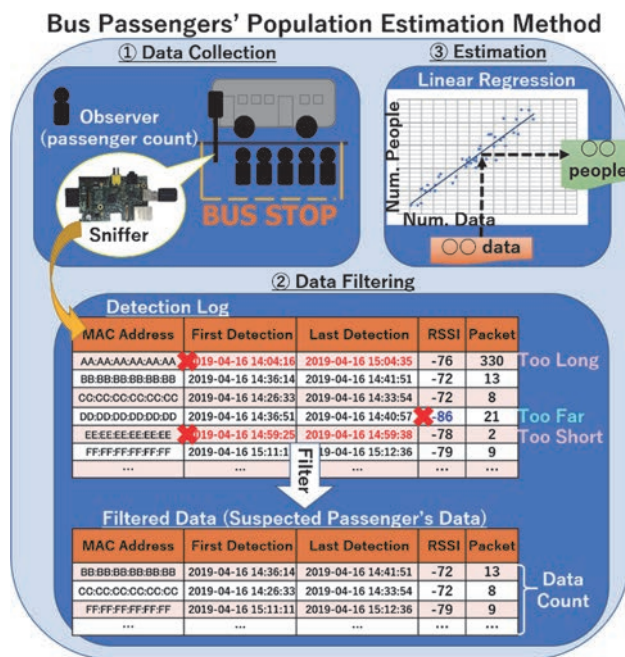 Bus Passengers' Population Estimation Method
① Data Collection
Observer
(passenger count)
Sniffer
BUS STOP
③ Estimation
Linear Regression
Num. People
Num. Data
○○ people
○○ data
② Data Filtering
Detection Log
MAC Address First Detection Last Detection RSSI Packet
AA:AA:AA:AA:AA:AA 019-04-16 14:04:16 2019-04-16 15:04:35 -76 330 Too Long
BB:BB:BB:BB:BB:BB 2019-04-16 14:36:14 2019-04-16 14:41:51 -72 13
CC:CC:CC:CC:CC:CC 2019-04-16 14:26:33 2019-04-16 14:33:54 -72 8
DD:DD:DD:DD:DD:DD 2019-04-16 14:36:51 2019-04-16 14:40:57 -86 21 Too Far
EE:EE:EE:EE:EE:EE 019-04-16 14:59:25 2019-04-16 14:59:38 -78 2 Too Short
FF:FF:FF:FF:FF:FF 2019-04-16 15:11:1 2019-04-16 15:12:36 -79 9
... ... ... ... ...
Filter
Filtered Data (Suspected Passenger's Data)
MAC Address First Detection Last Detection RSSI Packet
BB:BB:BB:BB:BB:BB 2019-04-16 14:36:14 2019-04-16 14:41:51 -72 13
CC:CC:CC:CC:CC:CC 2019-04-16 14:26:33 2019-04-16 14:33:54 -72 8
FF:FF:FF:FF:FF:FF 2019-04-16 15:11:11 2019-04-16 15:12:36 -79 9
... ... ... ... ...
Data
Count